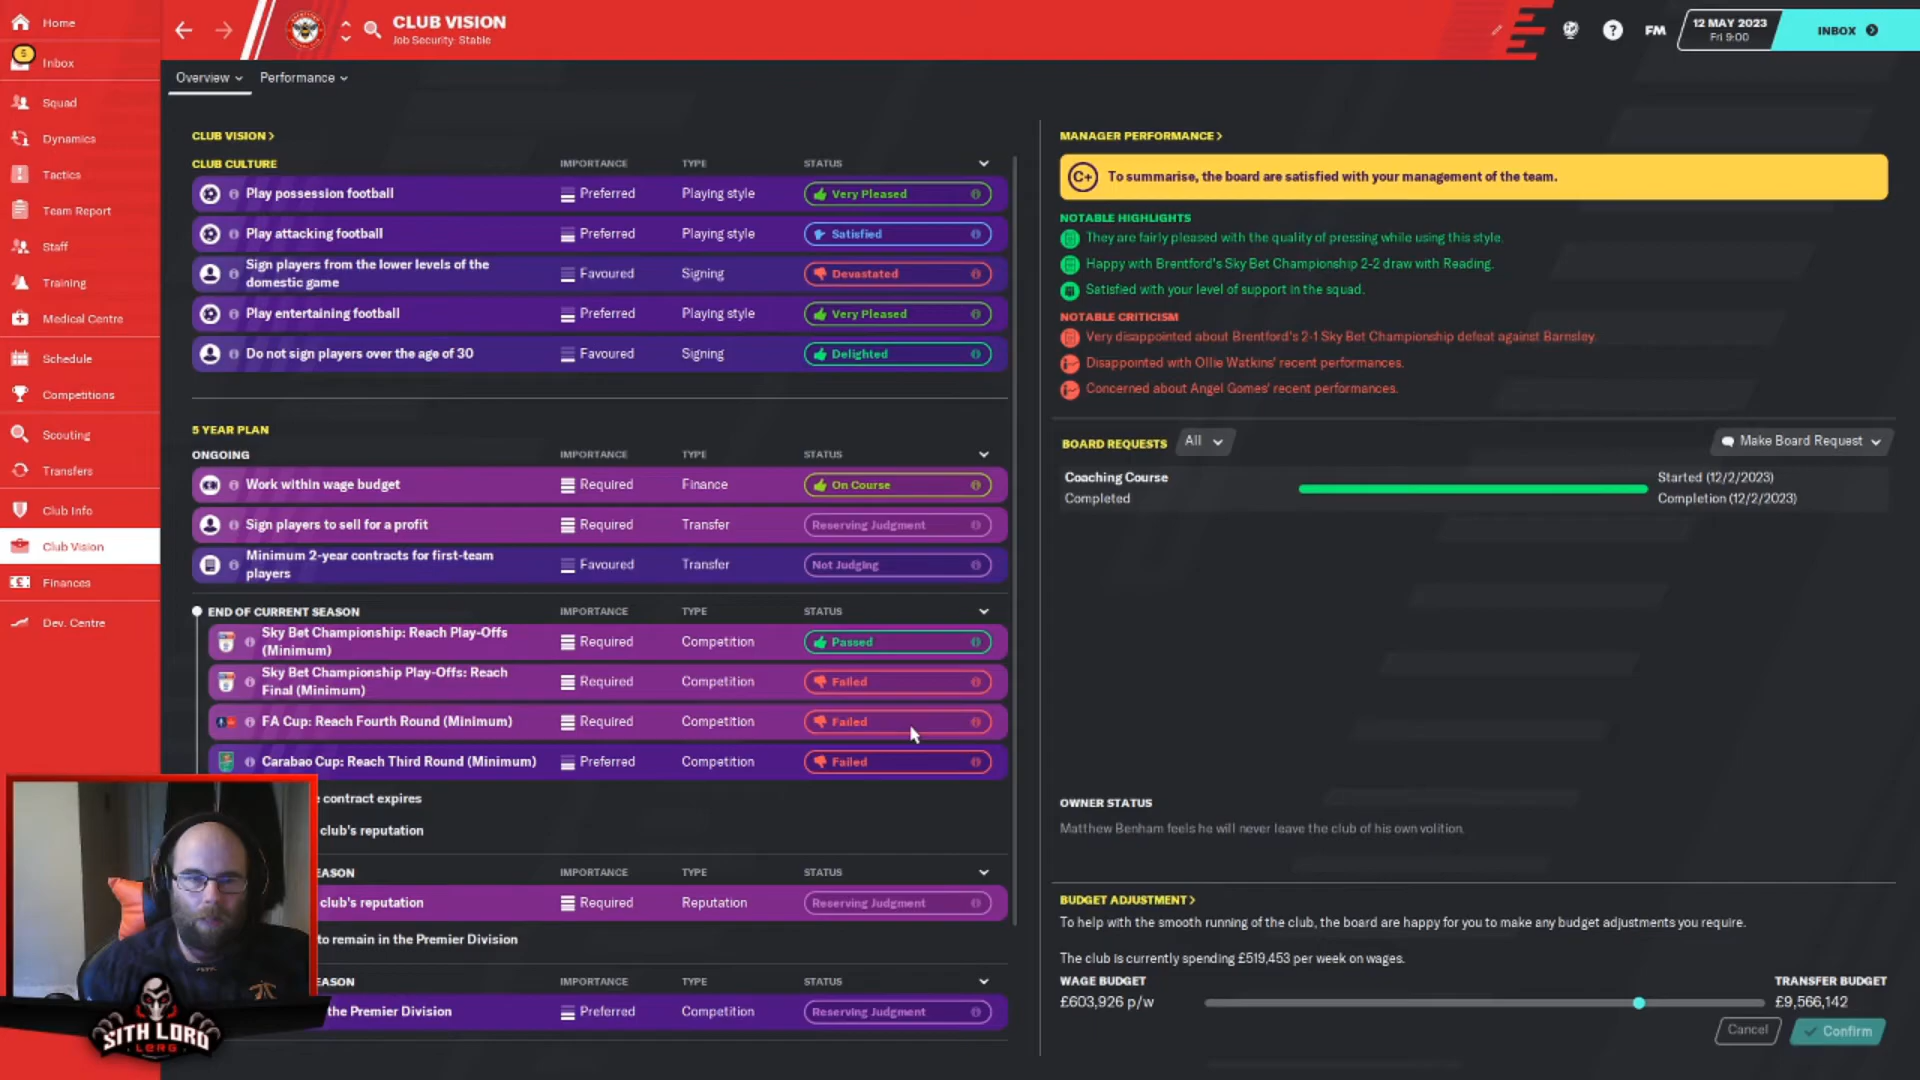 Home
Inbox
Squad
Dynamics
Tactics
Team Report
Staff
Training
Medical Centre
Schedule
Competitions
Scouting
Transfers
Club Info
Club Vision
Finances
Dev. Centre
CLUB VISION
Job Security: Stable
FM
12 MAY 2023
Fri 9:00
INBOX
Overview
Performance
CLUB VISION >
CLUB CULTURE IMPORTANCE TYPE STATUS
Play possession football Preferred Playing style Very Pleased
Play attacking football Preferred Playing style Satisfied
Sign players from the lower levels of the
domestic game Favoured Signing Devastated
Play entertaining football Preferred Playing style Very Pleased
Do not sign players over the age of 30 Favoured Signing Delighted
5 YEAR PLAN
ONGOING IMPORTANCE TYPE STATUS
Work within wage budget Required Finance On Course
Sign players to sell for a profit Required Transfer Reserving Judgment
Minimum 2-year contracts for first-team
players Favoured Transfer Not Judging
END OF CURRENT SEASON IMPORTANCE TYPE STATUS
Sky Bet Championship: Reach Play-Offs
(Minimum) Required Competition Passed
Sky Bet Championship Play-Offs: Reach
Final (Minimum) Required Competition Failed
FA Cup: Reach Fourth Round (Minimum) Required Competition Failed
Carabao Cup: Reach Third Round (Minimum) Preferred Competition Failed
contract expires
club's reputation
EASON IMPORTANCE TYPE STATUS
club's reputation Required Reputation Reserving Judgment
to remain in the Premier Division
EASON IMPORTANCE TYPE STATUS
the Premier Division Preferred Competition Reserving Judgment
MANAGER PERFORMANCE >
C+ To summarise, the board are satisfied with your management of the team.
NOTABLE HIGHLIGHTS
They are fairly pleased with the quality of pressing while using this style.
Happy with Brentford's Sky Bet Championship 2-2 draw with Reading.
Satisfied with your level of support in the squad.
NOTABLE CRITICISM
Very disappointed about Brentford's 2-1 Sky Bet Championship defeat against Barnsley.
Disappointed with Ollie Watkins' recent performances.
Concerned about Angel Gomes' recent performances.
BOARD REQUESTS All Make Board Request
Coaching Course Started (12/2/2023)
Completed Completion (12/2/2023)
OWNER STATUS
Matthew Benham feels he will never leave the club of his own volition.
BUDGET ADJUSTMENT >
To help with the smooth running of the club, the board are happy for you to make any budget adjustments you require.
The club is currently spending £519,453 per week on wages.
WAGE BUDGET TRANSFER BUDGET
£603,926 p/w £9,566,142
Cancel Confirm
SITH LORD
LERG